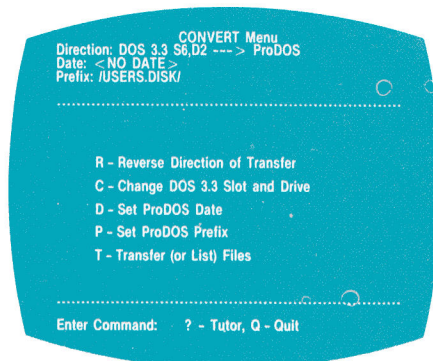 CONVERT Menu
Direction: DOS 3.3 S6,D2 ---> ProDOS
Date: <NO DATE>
Prefix: /USERS.DISK/
R - Reverse Direction of Transfer
C - Change DOS 3.3 Slot and Drive
D - Set ProDOS Date
P - Set ProDOS Prefix
T - Transfer (or List) Files
Enter Command: ? - Tutor, Q - Quit